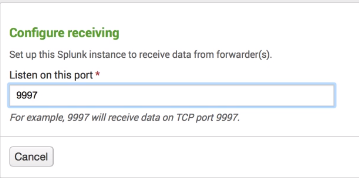 Configure receiving
Set up this Splunk instance to receive data from forwarder(s).
Listen on this port *
9997
For example, 9997 will receive data on TCP port 9997.
Cancel